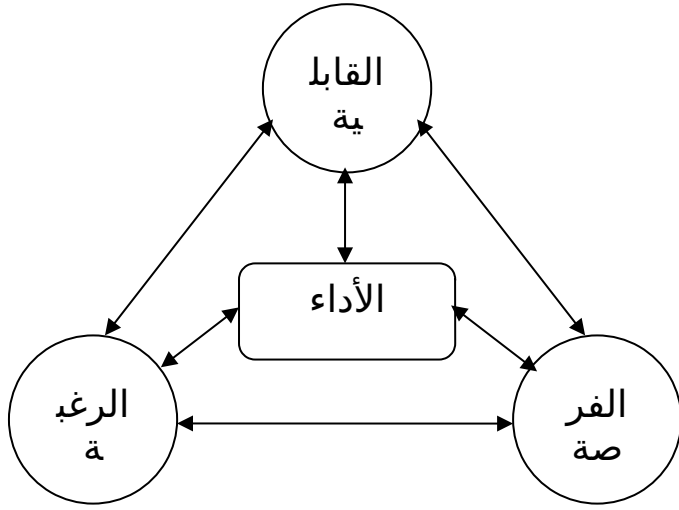 القابل
ية
الأداء
الرغب
ة
الفر
صة